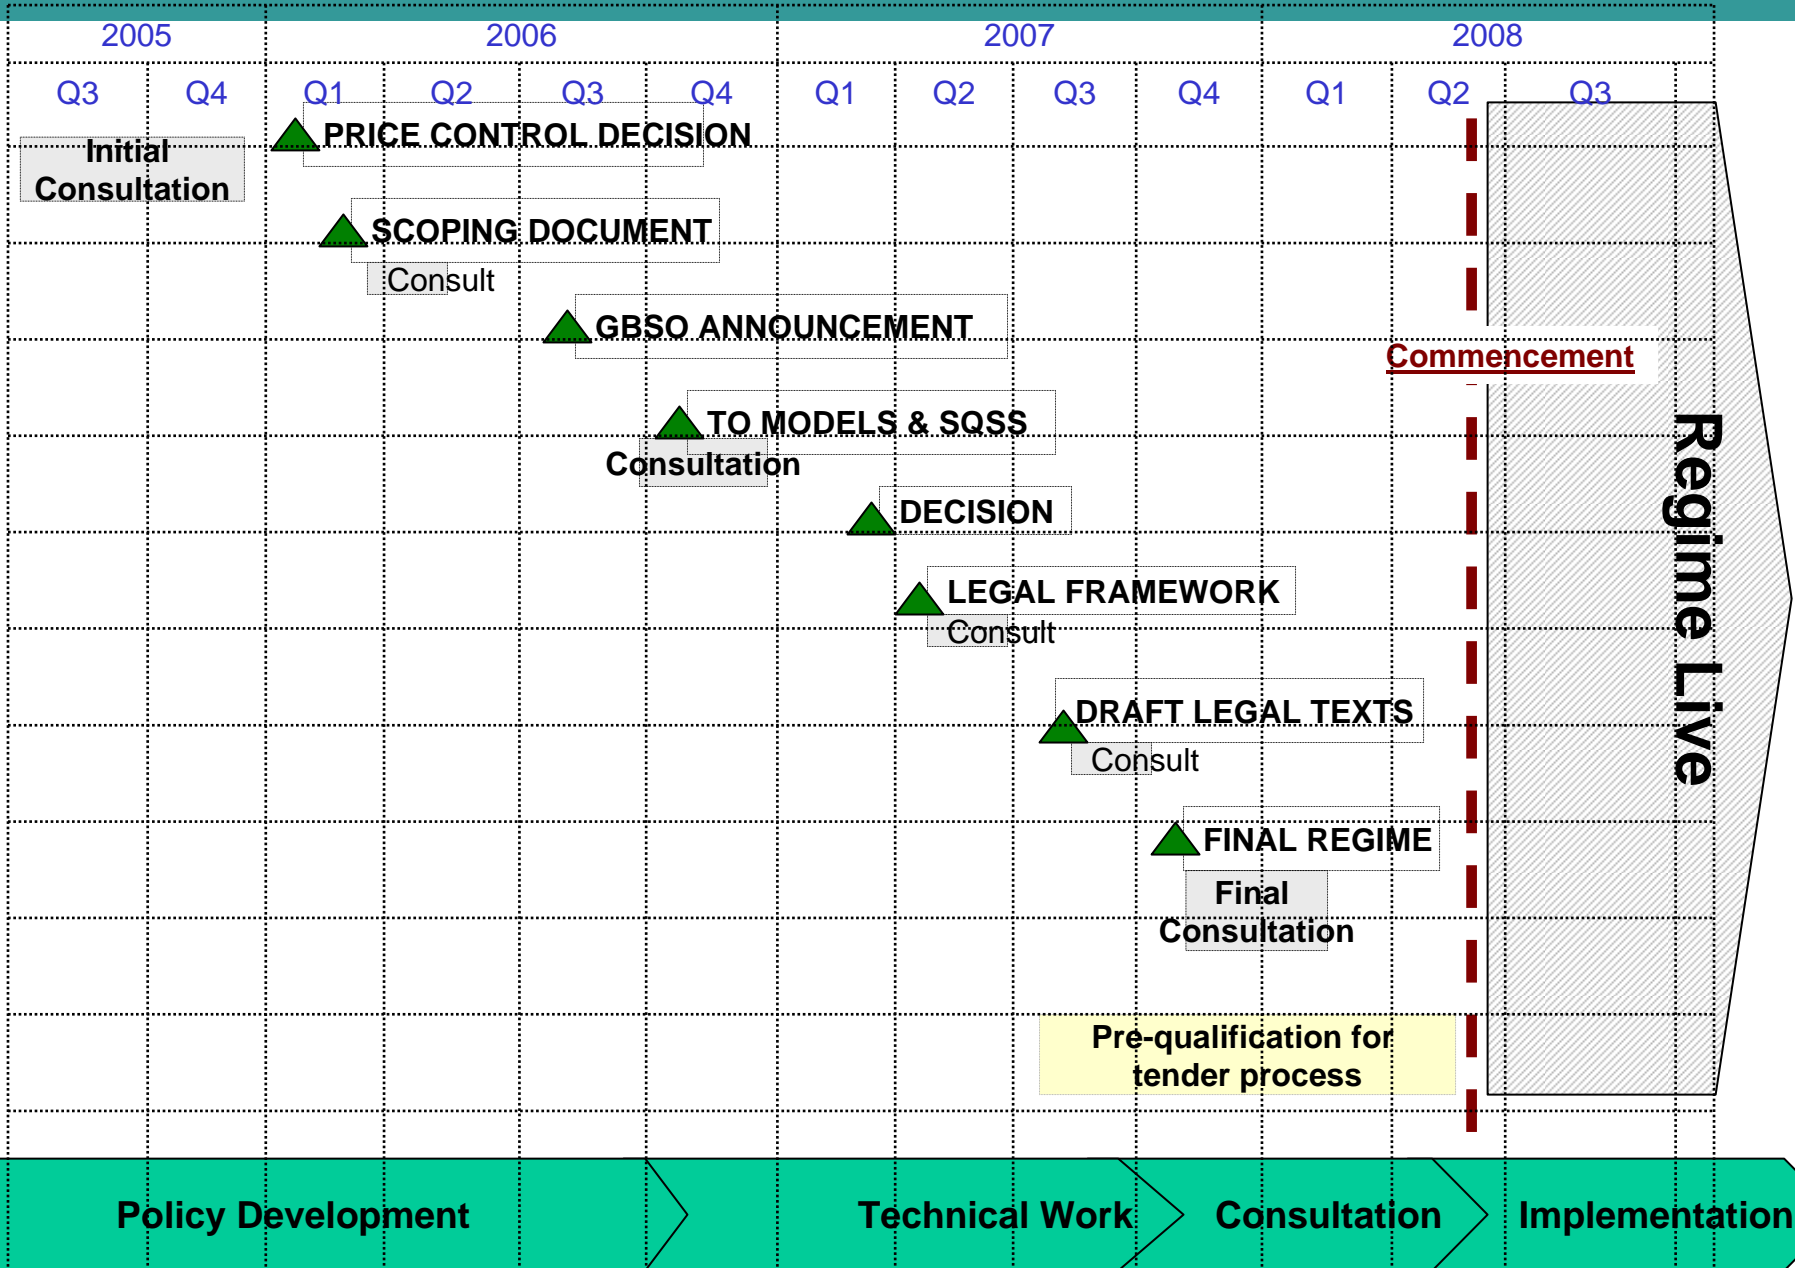 2005 2006 2007 2008
Q3 Q4 Q1 Q2 Q3 Q4 Q1 Q2 Q3 Q4 Q1 Q2 Q3
PRICE CONTROL DECISION
Initial
Consultation
SCOPING DOCUMENT
Consult
GBSO ANNOUNCEMENT
Commencement
TO MODELS & SQSS
Consultation
DECISION
LEGAL FRAMEWORK
Consult
Regime Live
DRAFT LEGAL TEXTS
Consult
FINAL REGIME
Final
Consultation
Pre-qualification for
tender process
Policy Development Technical Work Consultation Implementation